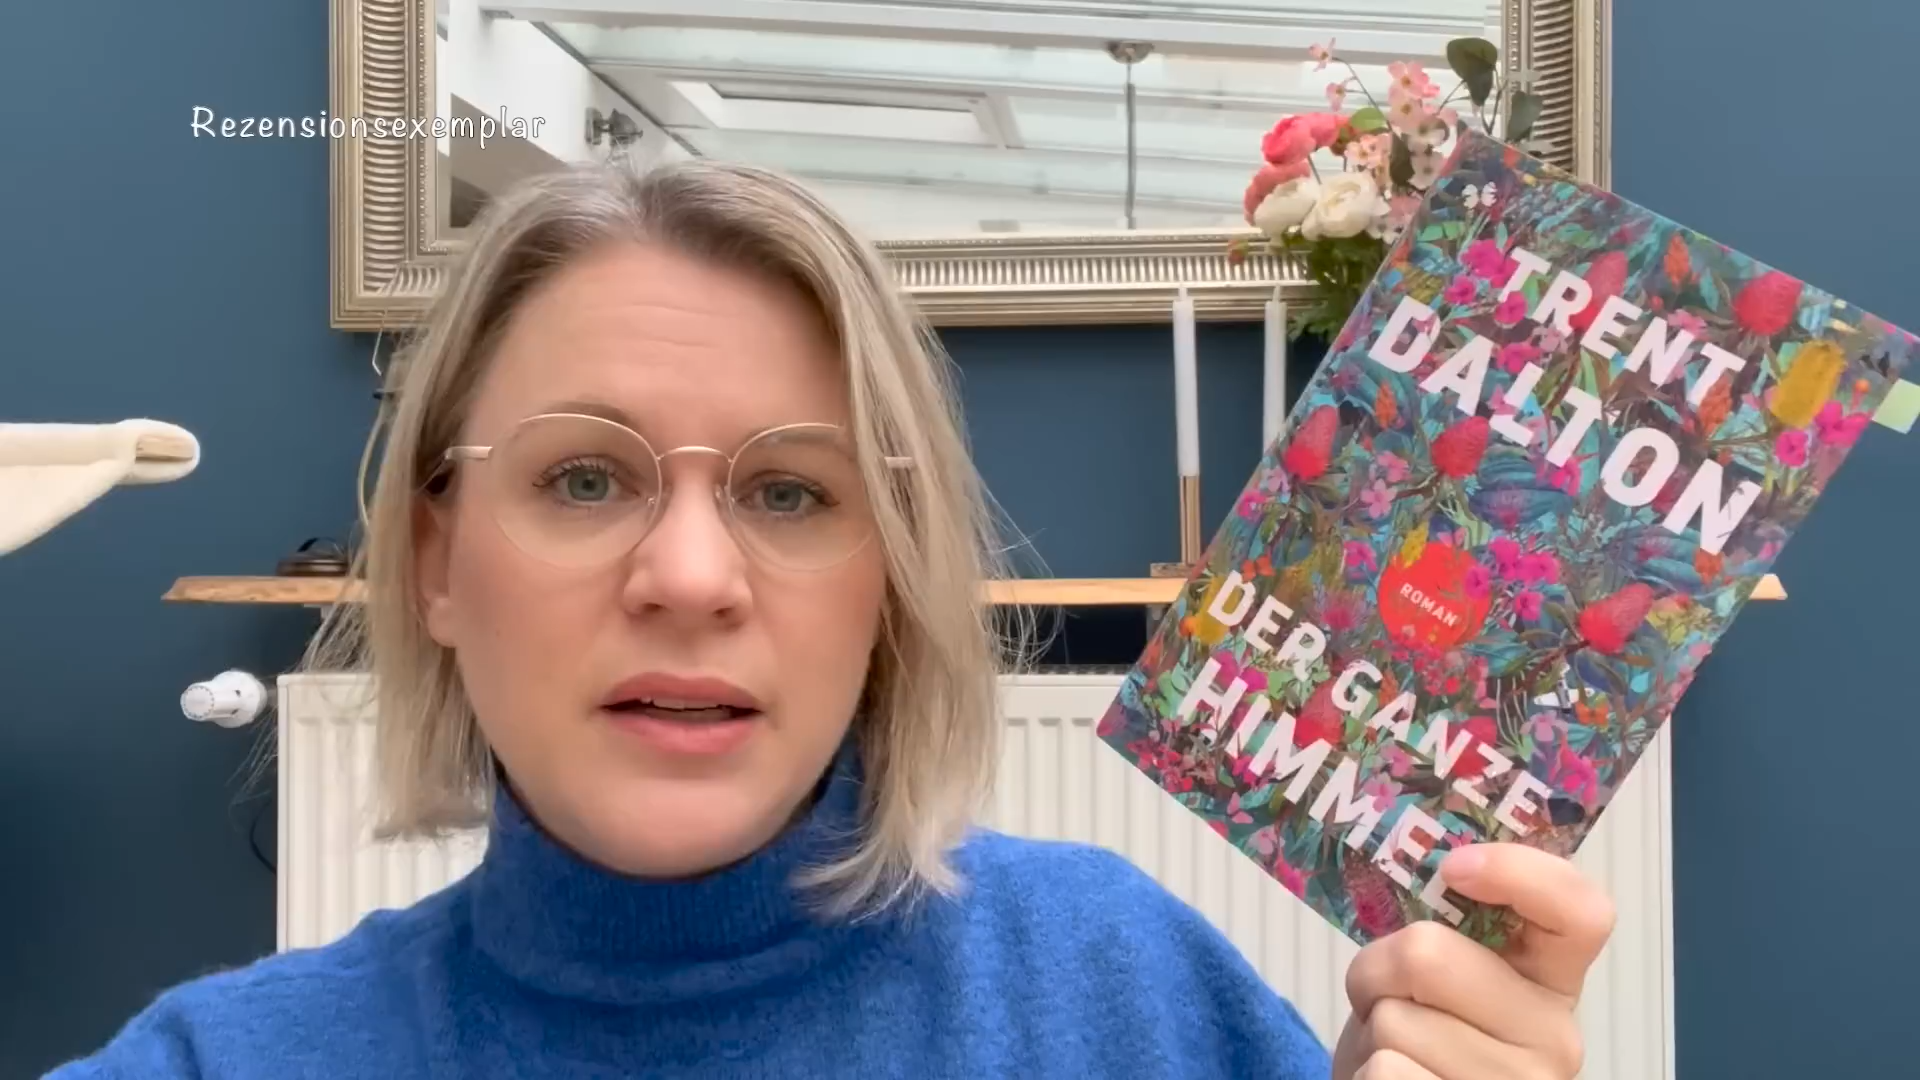 Rezensionsexemplar
TRENT
DALTON
ROMAN
DER GANZE
HIMMEL